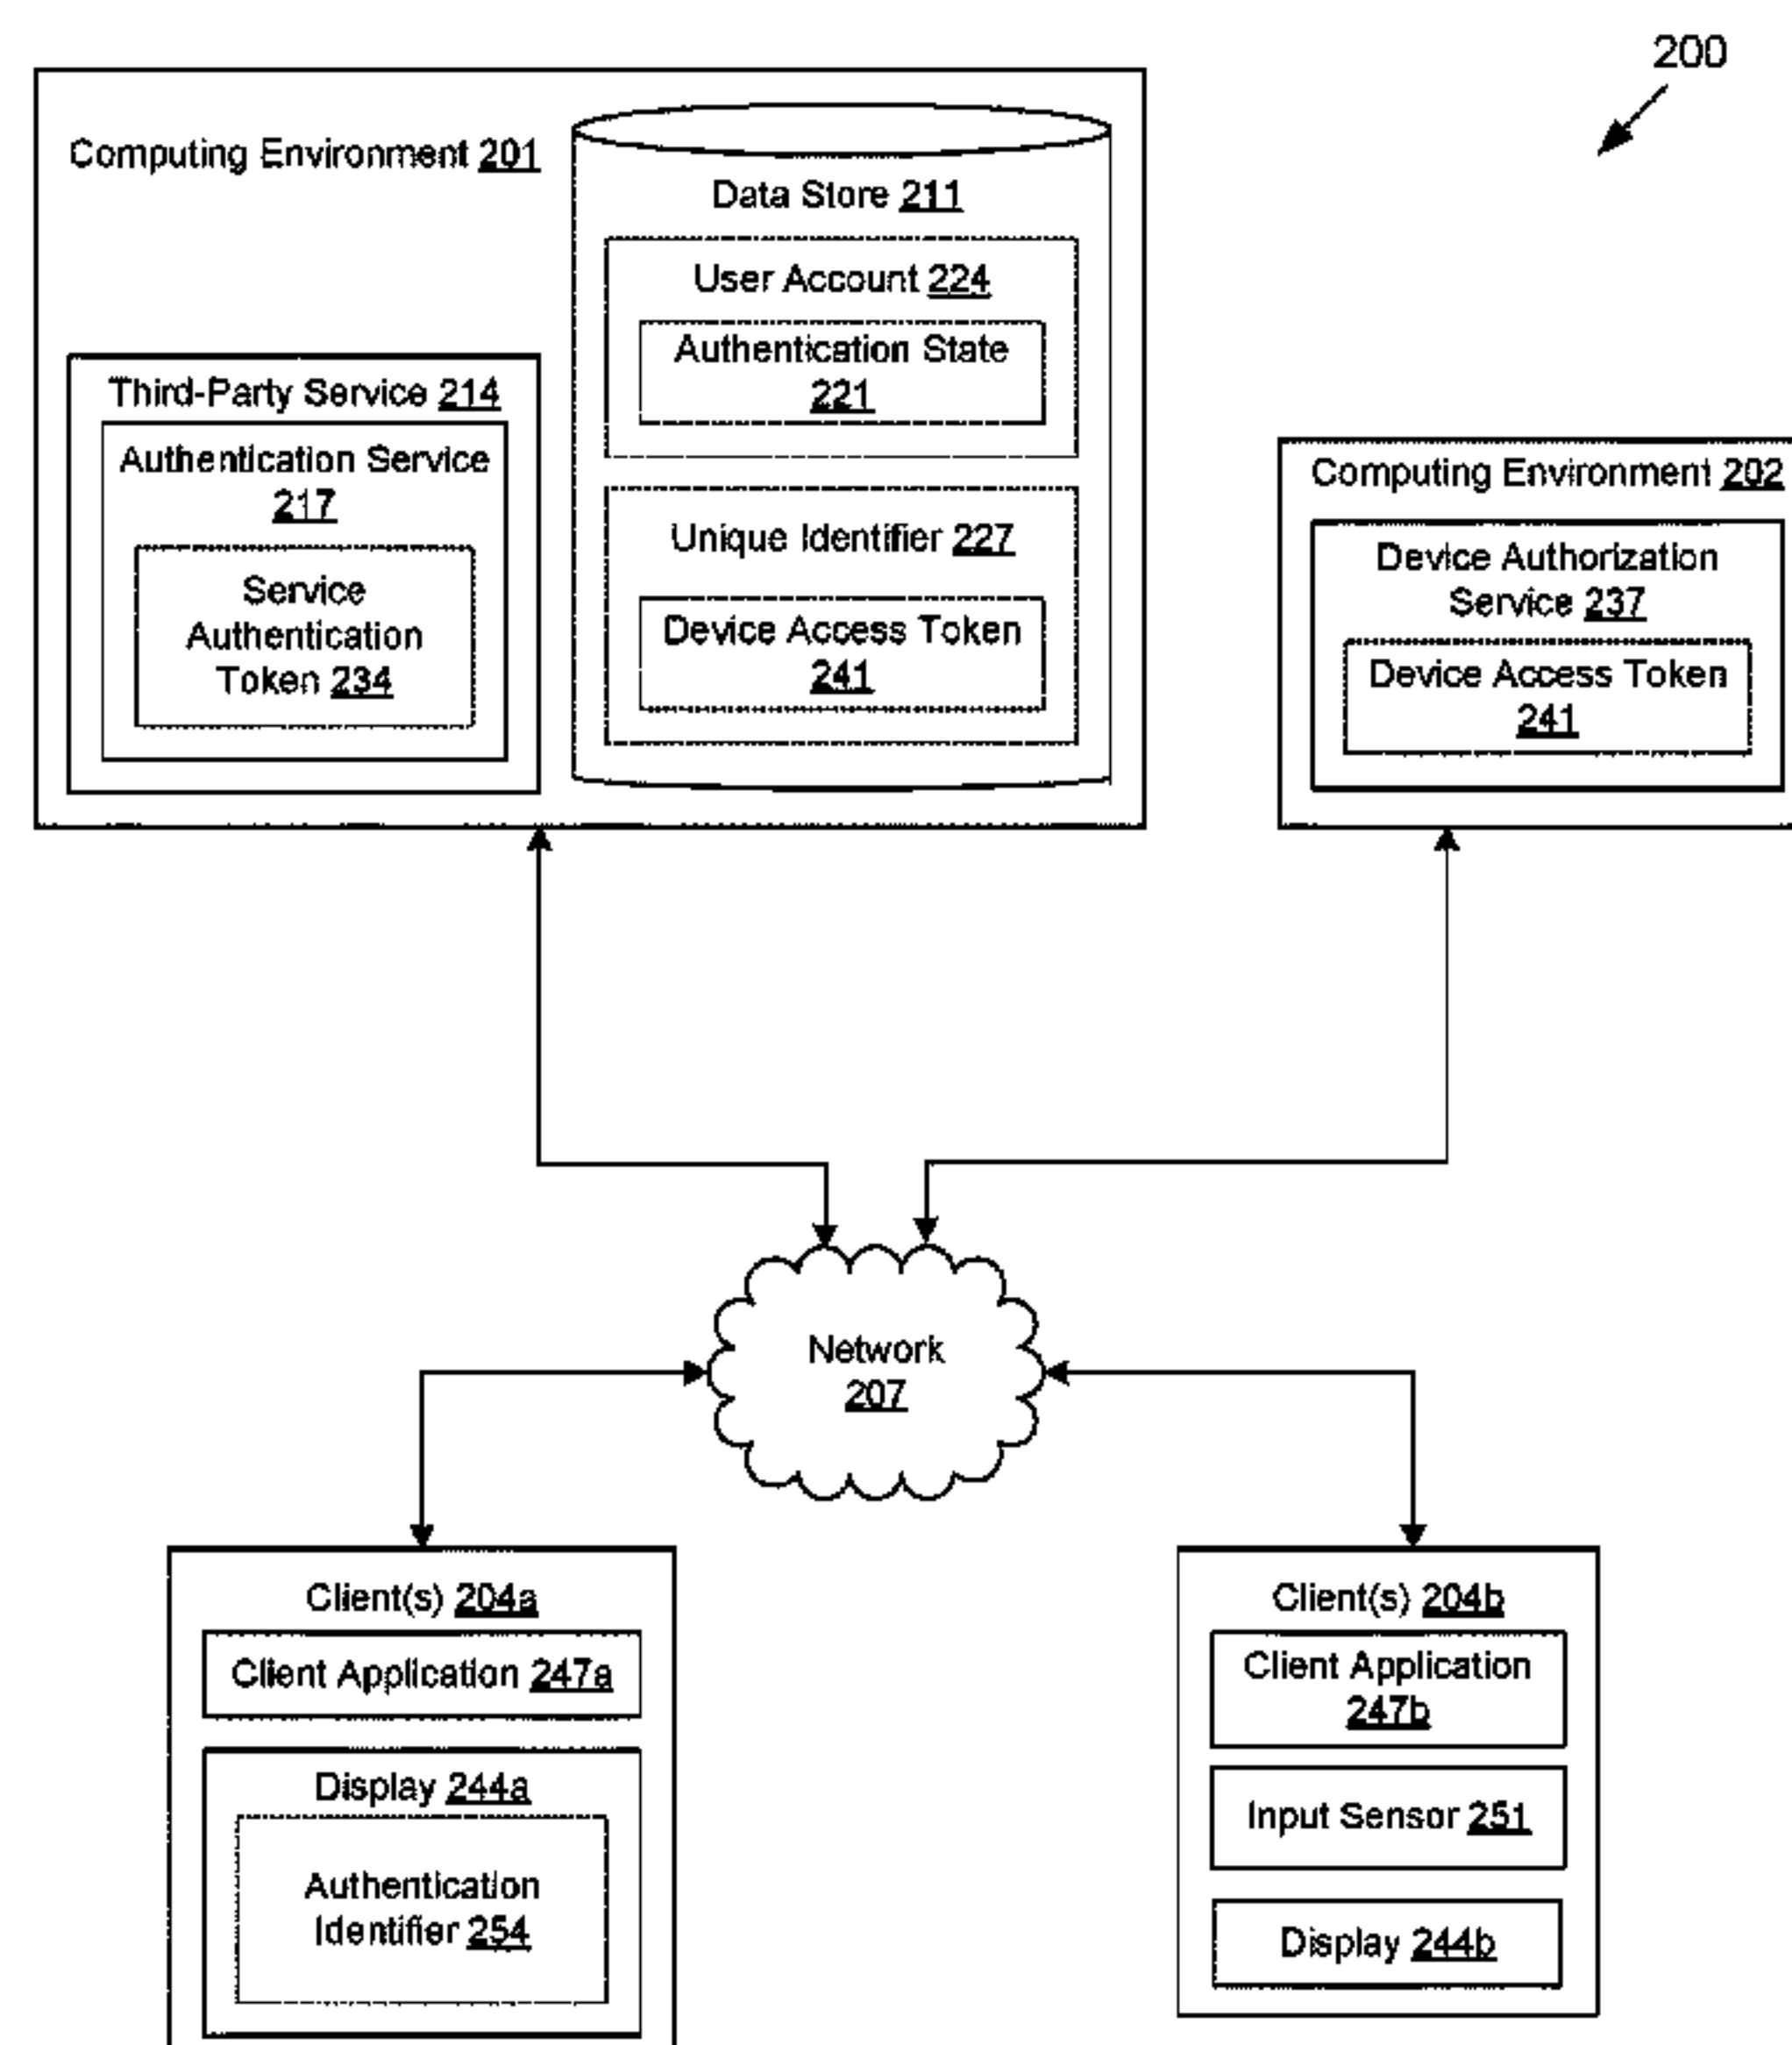 200
Computing Environment 201
Data Store 211
User Account 224
Authentication State
221
Third-Party Service 214
Authentication Service
217
Service
Authentication
Token 234
Unique Identifier 227
Device Access Token
241
Computing Environment 202
Device Authorization
Service 237
Device Access Token
241
Network
207
Client(s) 204a
Client Application 247a
Display 244a
Authentication
Identifier 254
Client(s) 204b
Client Application
247b
Input Sensor 251
Display 244b